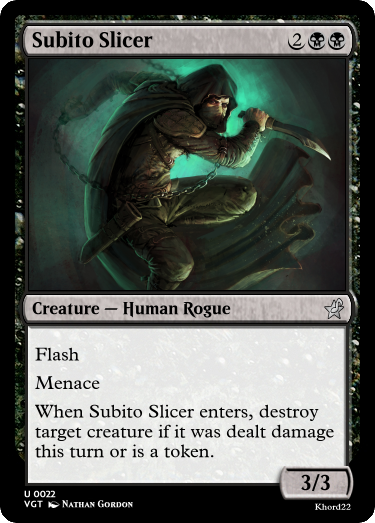 Subito Slicer 2
Creature — Human Rogue
Flash
Menace
When Subito Slicer enters, destroy
target creature if it was dealt damage
this turn or is a token.
3/3
U 0022
VGT NATHAN GORDON
Khord22